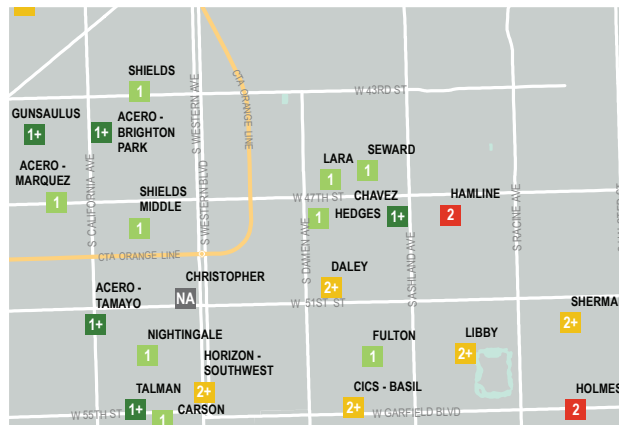 SHIELDS
1
S WESTERN AVE
CTA ORANGE LINE
W 43RD ST
GUNSAULUS
1+
1+
ACERO -
BRIGHTON
PARK
ACERO -
MARQUEZ
1
S CALIFORNIA AVE
SHIELDS
MIDDLE
1
S WESTERN BLVD
LARA
1
SEWARD
1
W 47TH ST
CHAVEZ
1+
HEDGES
1
HAMLINE
2
S RACINE AVE
S DAMEN AVE
S ASHLAND AVE
CTA ORANGE LINE
DALEY
2+
CHRISTOPHER
NA
W 51ST ST
ACERO -
TAMAYO
1+
SHERMA
2+
NIGHTINGALE
1
HORIZON -
SOUTHWEST
2+
FULTON
1
LIBBY
2+
TALMAN
1+
CARSON
1
W 55TH ST
CICS - BASIL
2+
W GARFIELD BLVD
HOLMES
2